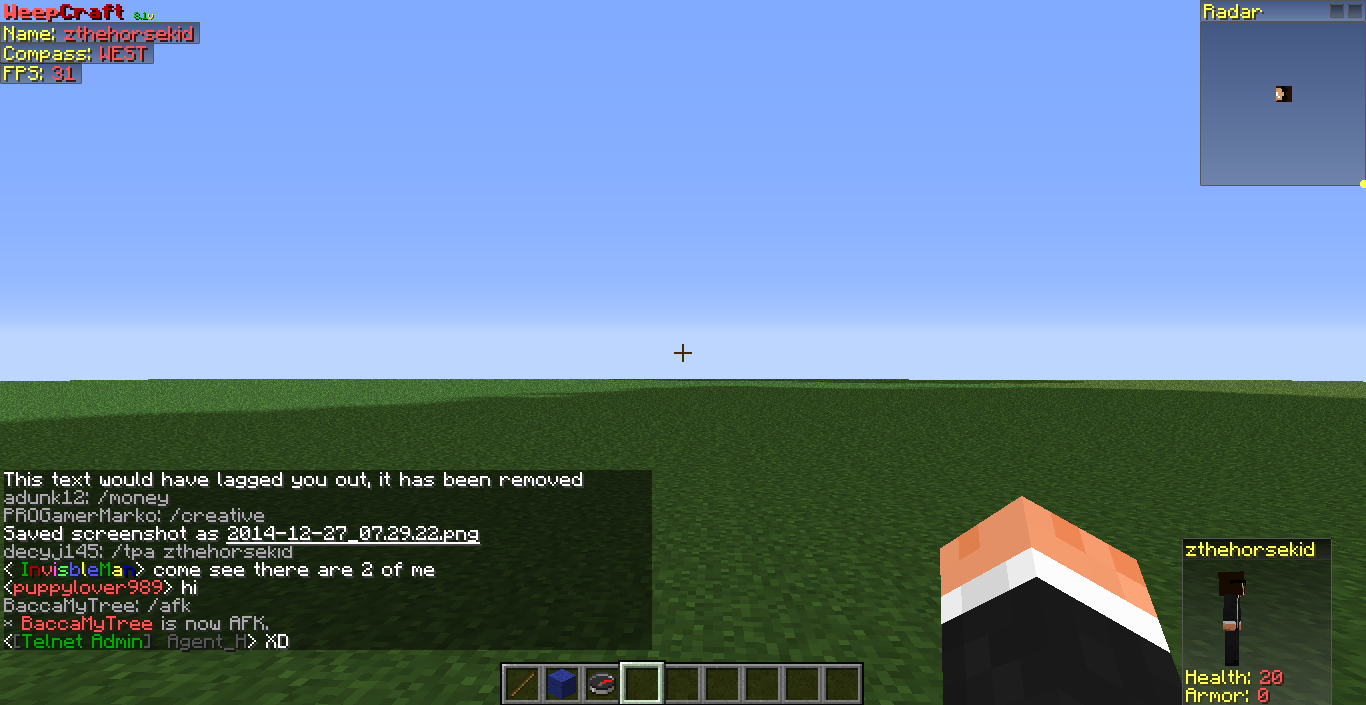 WeepCraft 8.1v
Name: zthehorsekid
Compass: WEST
FPS: 31
Radar
This text would have lagged you out, it has been removed
adunk12: /money
PROGamerMarko: /creative
Saved screenshot as 2014-12-27_07.29.22.png
decyj145: /tpa zthehorsekid
< InvisbleMan> come see there are 2 of me
<puppylover989> hi
BaccaMyTree: /afk
* BaccaMyTree is now AFK.
<[Telnet Admin] Agent_H> XD
zthehorsekid
Health: 20
Armor: 0